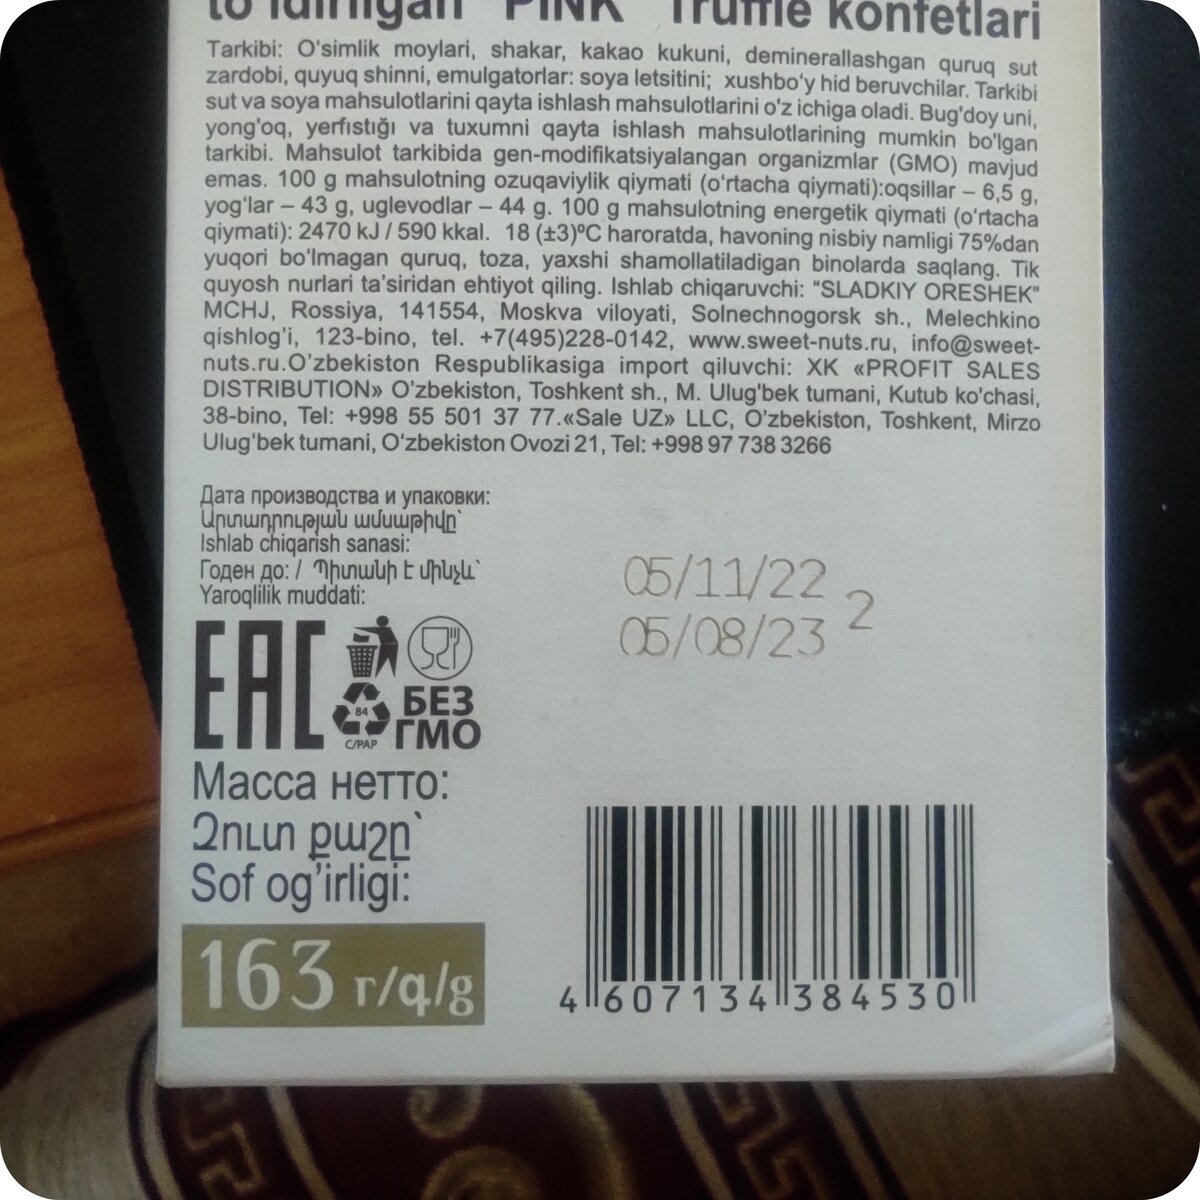 to'ldirilgan "PINK" Truffle konfetlari
Tarkibi: O'simlik moylari, shakar, kakao kukuni, deminerallashgan quruq sut
zardobi, quyuq shinni, emulgatorlar: soya letsitini; xushbo'y hid beruvchilar. Tarkibi
sut va soya mahsulotlarini qayta ishlash mahsulotlarini o'z ichiga oladi. Bug'doy uni,
yong'oq, yerfıstığı va tuxumni qayta ishlash mahsulotlarining mumkin bo'lgan
tarkibi. Mahsulot tarkibida gen-modifikatsiyalangan organizmlar (GMO) mavjud
emas. 100 g mahsulotning ozuqaviylik qiymati (o'rtacha qiymati):oqsillar – 6,5 g,
yog'lar – 43 g, uglevodlar – 44 g. 100 g mahsulotning energetik qiymati (o'rtacha
qiymati): 2470 kJ / 590 kkal. 18 (±3)ºC haroratda, havoning nisbiy namligi 75%dan
yuqori bo'lmagan quruq, toza, yaxshi shamollatiladigan binolarda saqlang. Tik
quyosh nurlari ta'siridan ehtiyot qiling. Ishlab chiqaruvchi: "SLADKIY ORESHEK"
MCHJ, Rossiya, 141554, Moskva viloyati, Solnechnogorsk sh., Melechkino
qishlog'i, 123-bino, tel. +7(495)228-0142, www.sweet-nuts.ru, info@sweet-
nuts.ru.O'zbekiston Respublikasiga import qiluvchi: XK «PROFIT SALES
DISTRIBUTION» O'zbekiston, Toshkent sh., M. Ulug'bek tumani, Kutub ko'chasi,
38-bino, Tel: +998 55 501 37 77.«Sale UZ» LLC, O'zbekiston, Toshkent, Mirzo
Ulug'bek tumani, O'zbekiston Ovozi 21, Tel: +998 97 738 3266
Дата производства и упаковки:
Արտադրության ամսաթիվը՝
Ishlab chiqarish sanasi:
Годен до: / Պիտանի է մինչև՝
Yaroqlilik muddati:
05/11/22
05/08/23 2
EAC
84
C/PAP
БЕЗ
ГМО
Масса нетто:
Զուտ քաշը՝
Sof og'irligi:
163 г/գ/g
4 607134 384530